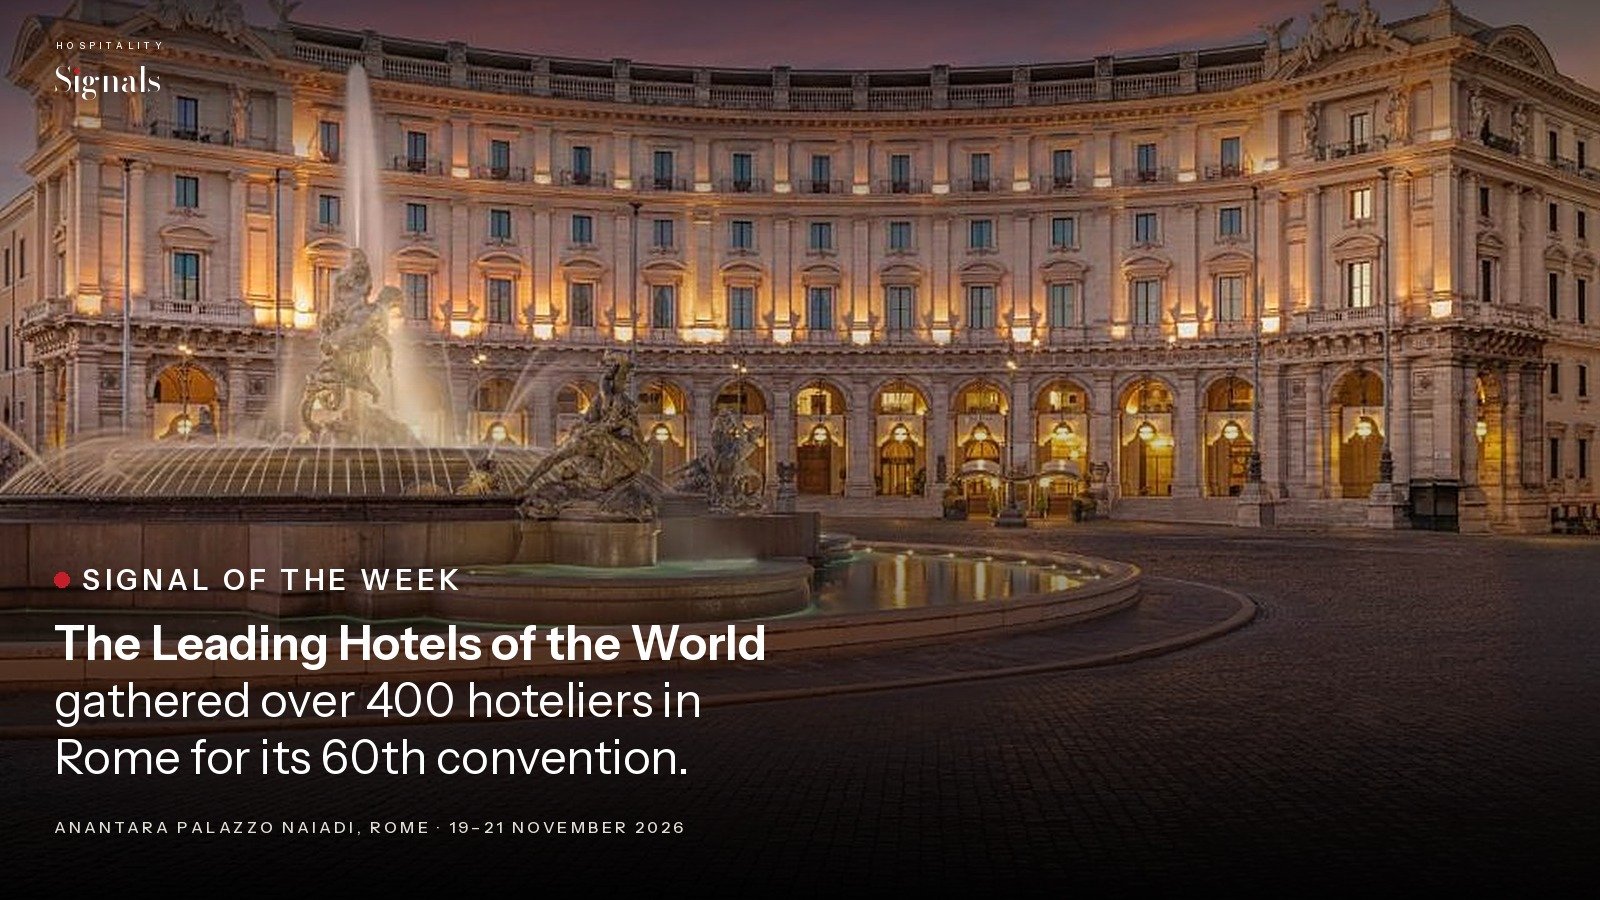 HOSPITALITY
Signals
SIGNAL OF THE WEEK
The Leading Hotels of the World
gathered over 400 hoteliers in
Rome for its 60th convention.
ANANTARA PALAZZO NAIADI, ROME · 19–21 NOVEMBER 2026